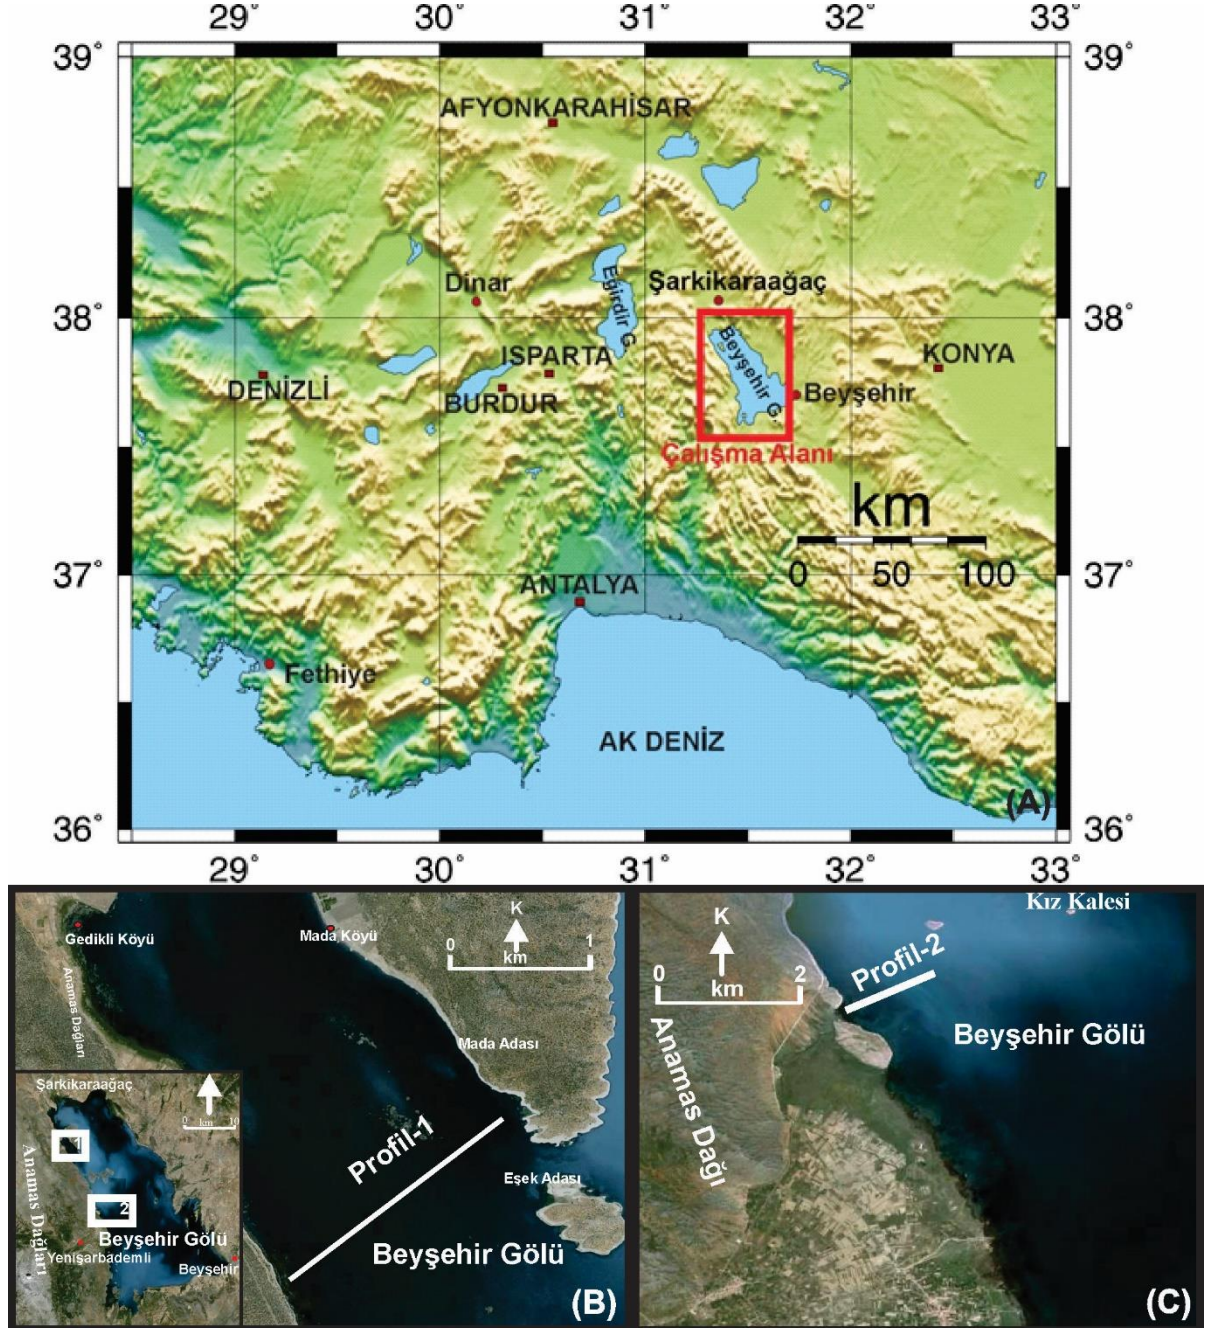 29° 30° 31° 32° 33°
39° 39°
AFYONKARAHİSAR
Eğirdir G.
Dinar
Şarkikaraağaç
38° 38°
Beyşehir G.
ISPARTA
KONYA
DENİZLİ
BURDUR
Beyşehir
Çalışma Alanı
km
0 50 100
37° 37°
ANTALYA
Fethiye
AK DENİZ
(A)
36° 36°
29° 30° 31° 32° 33°
Gedikli Köyü
Mada Köyü
K
0 1
km
Anamas Dağları
Mada Adası
Profil-1
Eşek Adası
Beyşehir Gölü
(B)
Şarkikaraağaç
0 km 10
1
2
Anamas Dağları
Beyşehir Gölü
Yenişarbademli
Beyşehir
Kız Kalesi
K
0 2
km
Profil-2
Anamas Dağı
Beyşehir Gölü
(C)